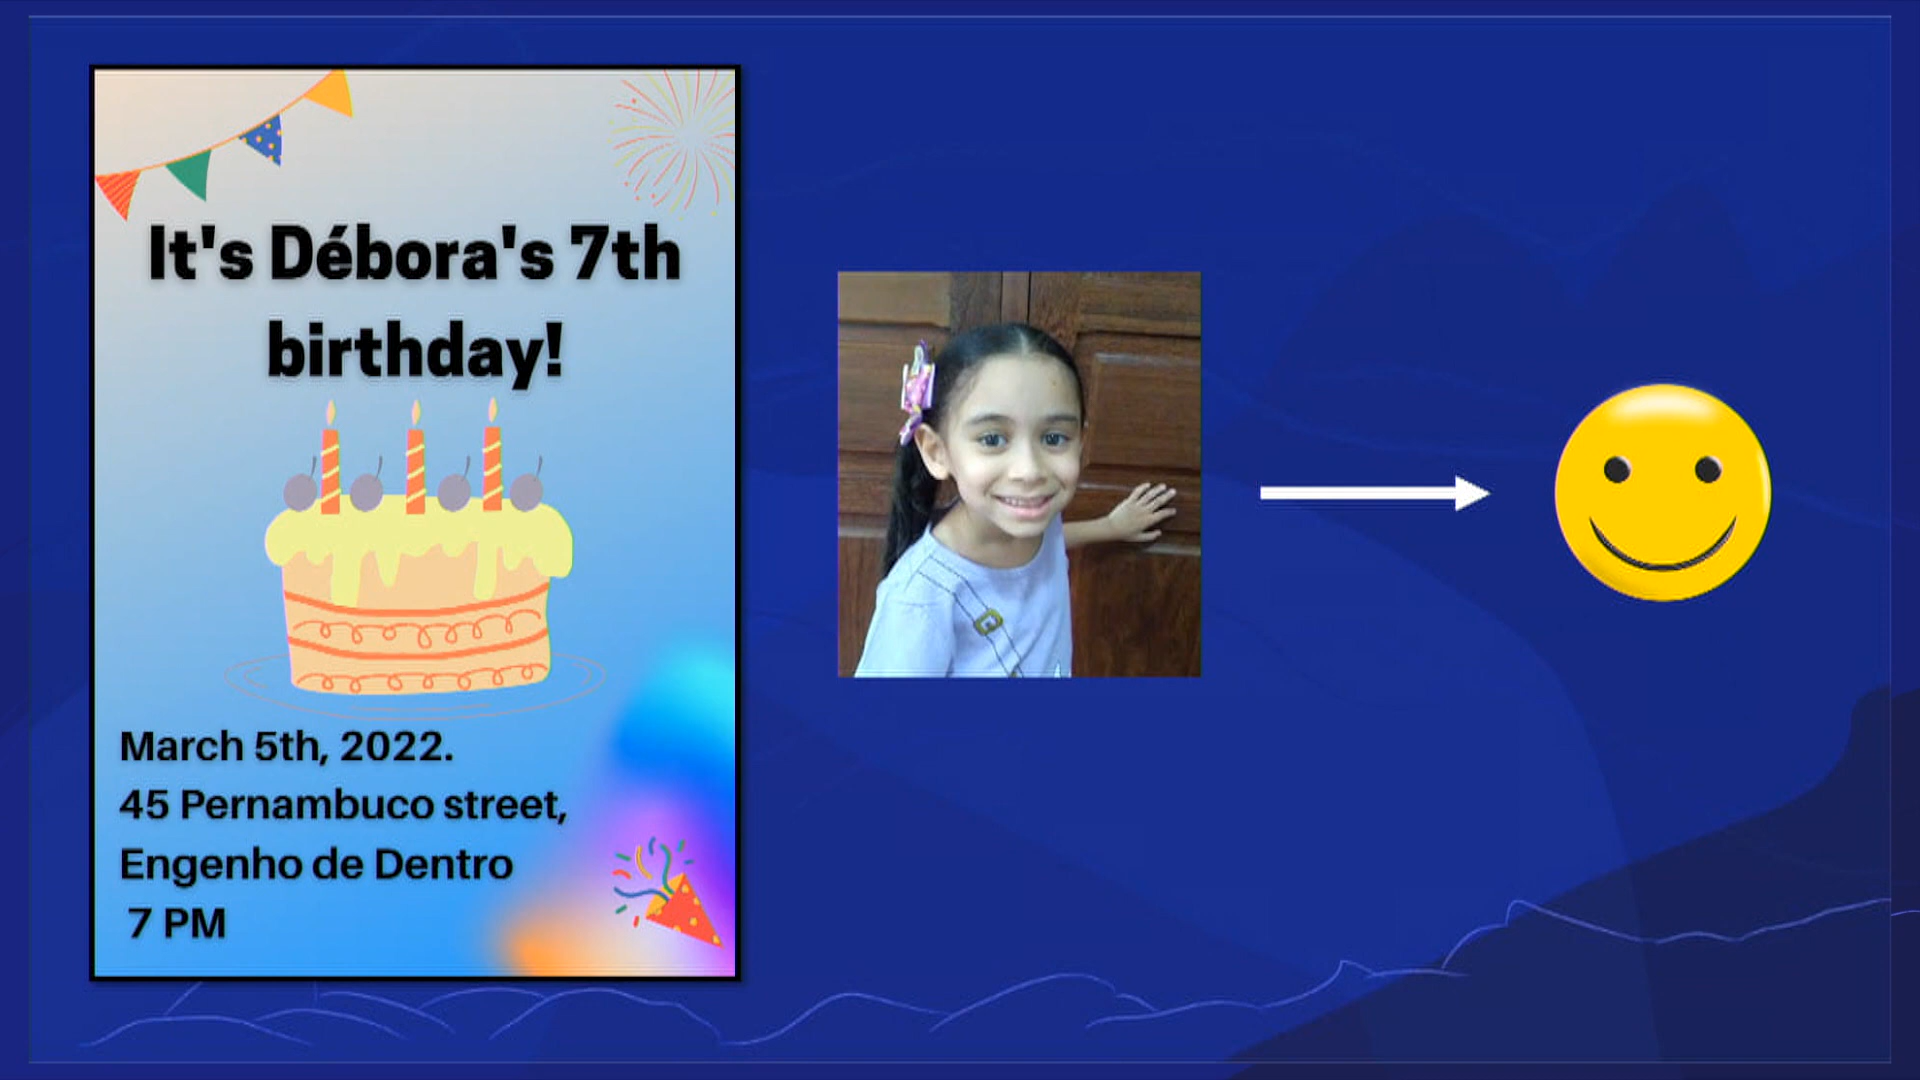 It's Débora's 7th
birthday!
March 5th, 2022.
45 Pernambuco street,
Engenho de Dentro
7 PM